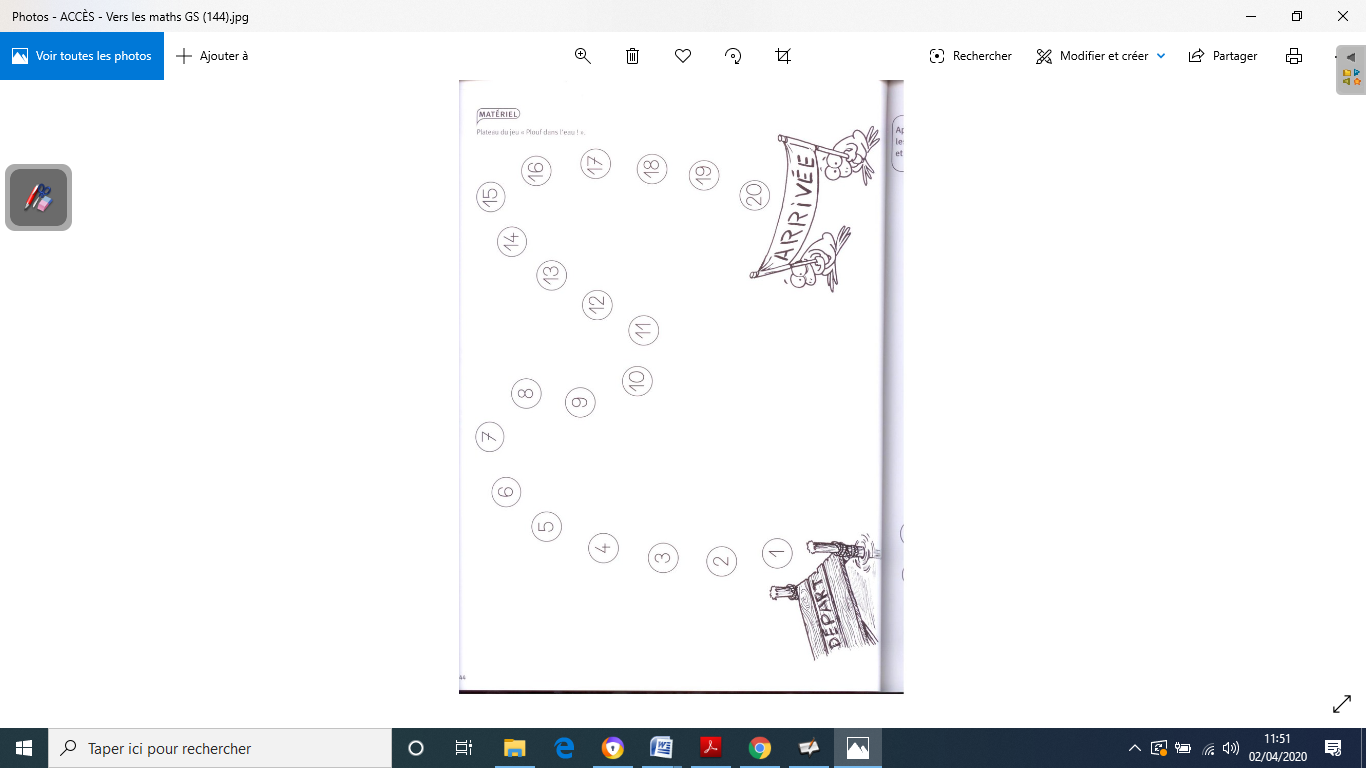 Photos - ACCÈS - Vers les maths GS (144).jpg
Voir toutes les photos
Ajouter à
Rechercher
Modifier et créer
Partager
MATÉRIEL
Plateau du jeu « Plouf dans l'eau ! ».
15
16
17
18
19
20
ARRIVÉE
14
13
12
11
10
9
8
7
6
5
4
3
2
1
DÉPART
44
Taper ici pour rechercher
11:51
02/04/2020